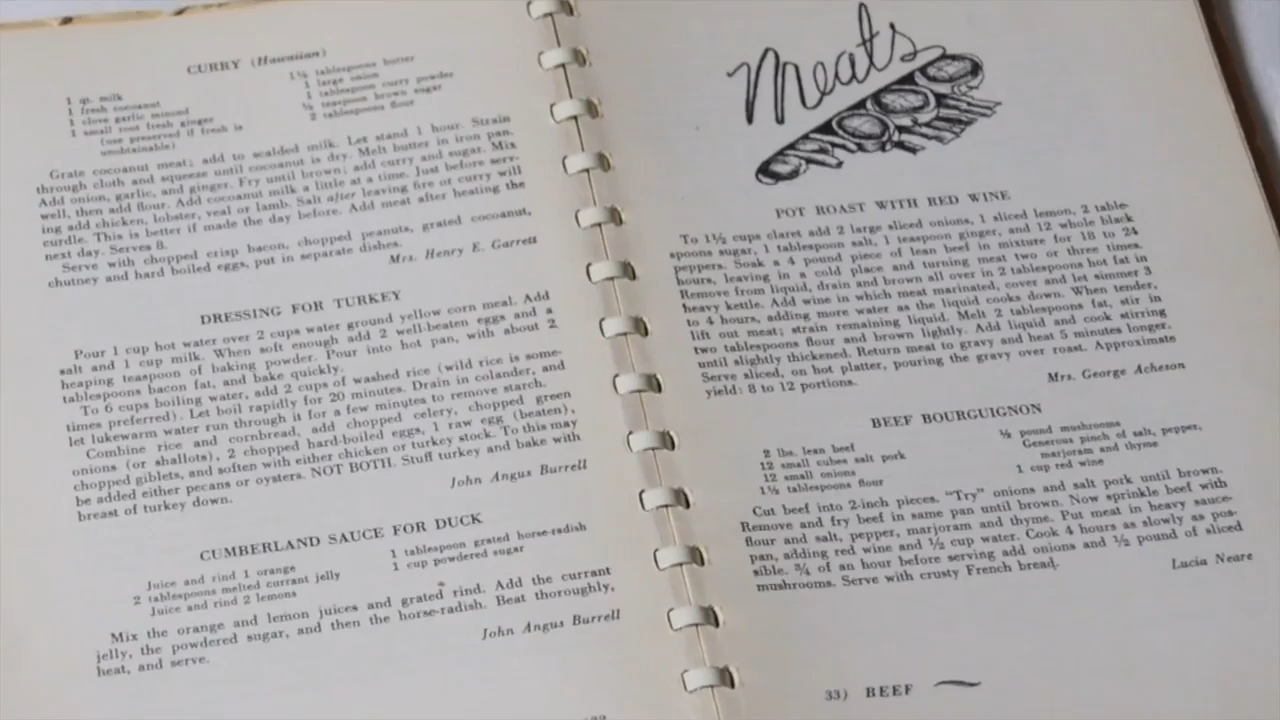 CURRY (Hawaiian)
1 qt. milk
1 fresh cocoanut
1 clove garlic minced
1 small root fresh ginger
(use preserved if fresh is
unobtainable)
1½ tablespoons butter
1 large onion
1 tablespoon curry powder
½ teaspoon brown sugar
2 tablespoons flour
Grate cocoanut meat; add to scalded milk. Let stand 1 hour. Strain
through cloth and squeeze until cocoanut is dry. Melt butter in iron pan.
Add onion, garlic, and ginger. Fry until brown; add curry and sugar. Mix
well, then add flour. Add cocoanut milk a little at a time. Just before serv-
ing add chicken, lobster, veal or lamb. Salt after leaving fire or curry will
curdle. This is better if made the day before. Add meat after heating the
next day. Serves 8.
Serve with chopped crisp bacon, chopped peanuts, grated cocoanut,
chutney and hard boiled eggs, put in separate dishes.
Mrs. Henry E. Garrett
DRESSING FOR TURKEY
Pour 1 cup hot water over 2 cups water ground yellow corn meal. Add
salt and 1 cup milk. When soft enough add 2 well-beaten eggs and a
heaping teaspoon of baking powder. Pour into hot pan, with about 2
tablespoons bacon fat, and bake quickly.
To 6 cups boiling water, add 2 cups of washed rice (wild rice is some-
times preferred). Let boil rapidly for 20 minutes. Drain in colander, and
let lukewarm water run through it for a few minutes to remove starch.
Combine rice and cornbread, add chopped celery, chopped green
onions (or shallots), 2 chopped hard-boiled eggs, 1 raw egg (beaten),
chopped giblets, and soften with either chicken or turkey stock. To this may
be added either pecans or oysters. NOT BOTH. Stuff turkey and bake with
breast of turkey down.
John Angus Burrell
CUMBERLAND SAUCE FOR DUCK
Juice and rind 1 orange
2 tablespoons melted currant jelly
Juice and rind 2 lemons
1 tablespoon grated horse-radish
1 cup powdered sugar
Mix the orange and lemon juices and grated rind. Add the currant
jelly, the powdered sugar, and then the horse-radish. Beat thoroughly,
heat, and serve.
John Angus Burrell
Meats
POT ROAST WITH RED WINE
To 1½ cups claret add 2 large sliced onions, 1 sliced lemon, 2 table-
spoons sugar, 1 tablespoon salt, 1 teaspoon ginger, and 12 whole black
peppers. Soak a 4 pound piece of lean beef in mixture for 18 to 24
hours, leaving in a cold place and turning meat two or three times.
Remove from liquid, drain and brown all over in 2 tablespoons hot fat in
heavy kettle. Add wine in which meat marinated, cover and let simmer 3
to 4 hours, adding more water as the liquid cooks down. When tender,
lift out meat; strain remaining liquid. Melt 2 tablespoons fat, stir in
two tablespoons flour and brown lightly. Add liquid and cook stirring
until slightly thickened. Return meat to gravy and heat 5 minutes longer.
Serve sliced, on hot platter, pouring the gravy over roast. Approximate
yield: 8 to 12 portions.
Mrs. George Acheson
BEEF BOURGUIGNON
2 lbs. lean beef
12 small cubes salt pork
12 small onions
1½ tablespoons flour
½ pound mushrooms
Generous pinch of salt, pepper,
marjoram and thyme
1 cup red wine
Cut beef into 2-inch pieces. "Try" onions and salt pork until brown.
Remove and fry beef in same pan until brown. Now sprinkle beef with
flour and salt, pepper, marjoram and thyme. Put meat in heavy sauce-
pan, adding red wine and ½ cup water. Cook 4 hours as slowly as pos-
sible. ¾ of an hour before serving add onions and ½ pound of sliced
mushrooms. Serve with crusty French bread.
Lucia Neare
33) BEEF